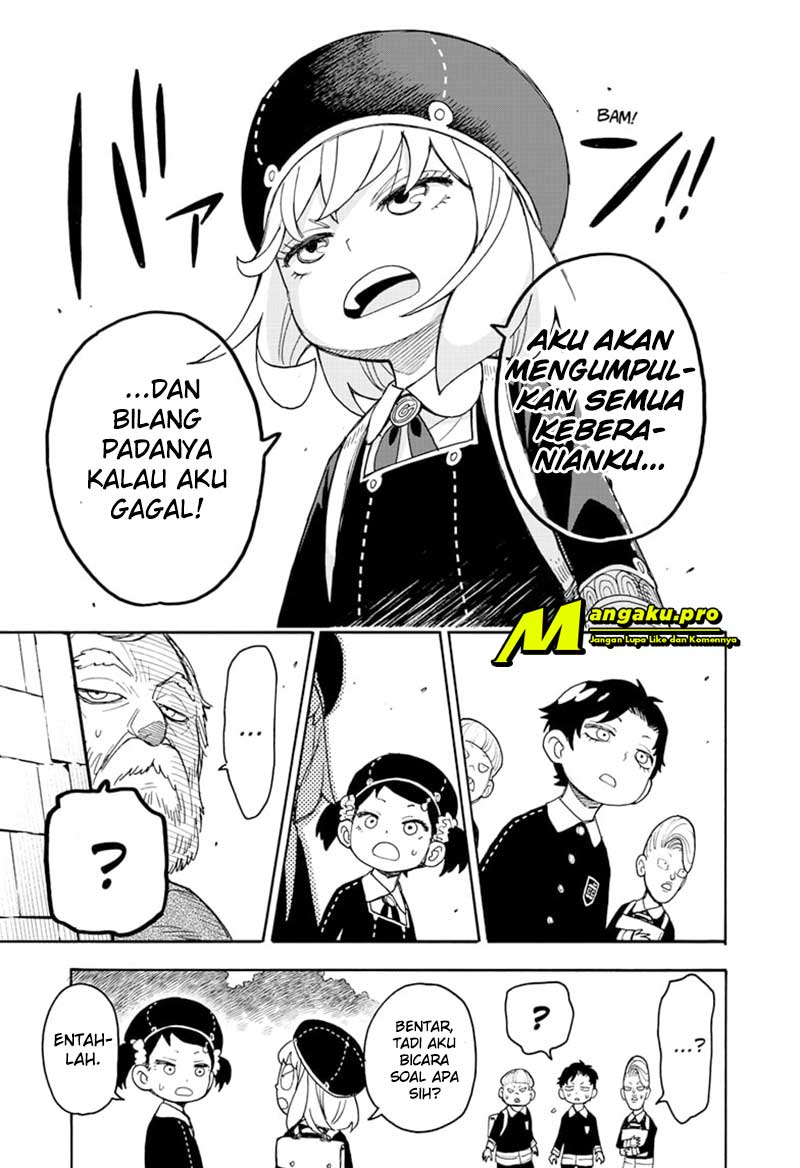 バァ
!!
BAM!
AKU AKAN
MENGUMPUL-
KAN SEMUA
KEBERA-
NIANKU...
...DAN
BILANG
PADANYA
KALAU AKU
GAGAL!
Mangaku.pro
Jangan Lupa Like dan Komennya.
...
?
...?
?
BENTAR,
TADI AKU
BICARA
SOAL APA
SIH?
ENTAH-
LAH.